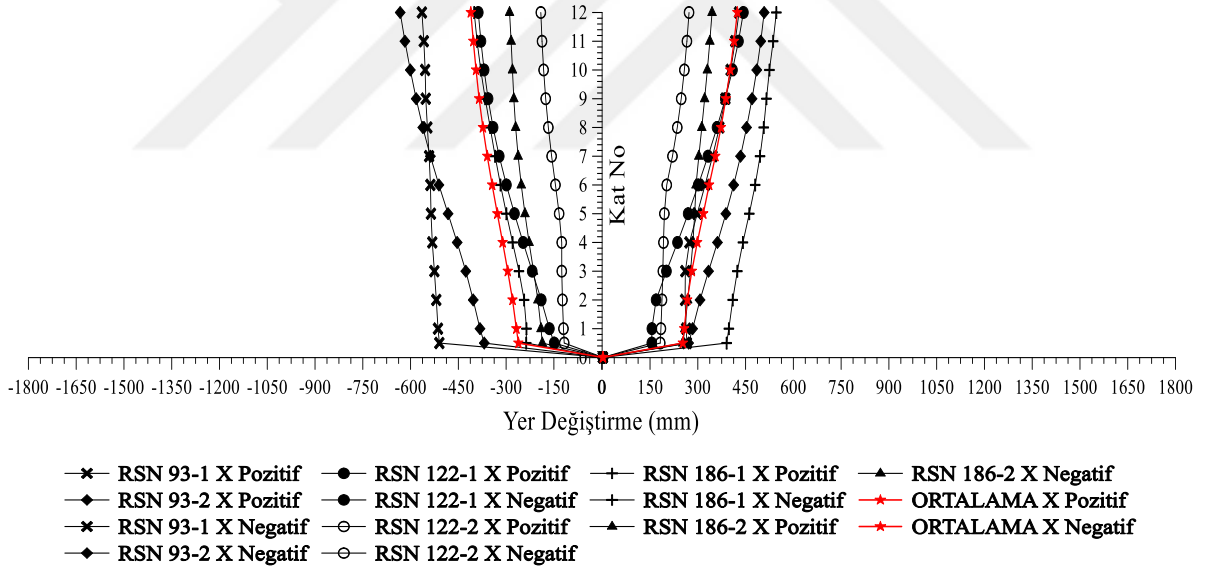 12
11
10
9
8
7
6
5
4
3
2
1
0
Kat No
-1800 -1650 -1500 -1350 -1200 -1050 -900 -750 -600 -450 -300 -150 0 150 300 450 600 750 900 1050 1200 1350 1500 1650 1800
Yer Değiştirme (mm)
RSN 93-1 X Pozitif RSN 122-1 X Pozitif RSN 186-1 X Pozitif RSN 186-2 X Negatif
RSN 93-2 X Pozitif RSN 122-1 X Negatif RSN 186-1 X Negatif ORTALAMA X Pozitif
RSN 93-1 X Negatif RSN 122-2 X Pozitif RSN 186-2 X Pozitif ORTALAMA X Negatif
RSN 93-2 X Negatif RSN 122-2 X Negatif